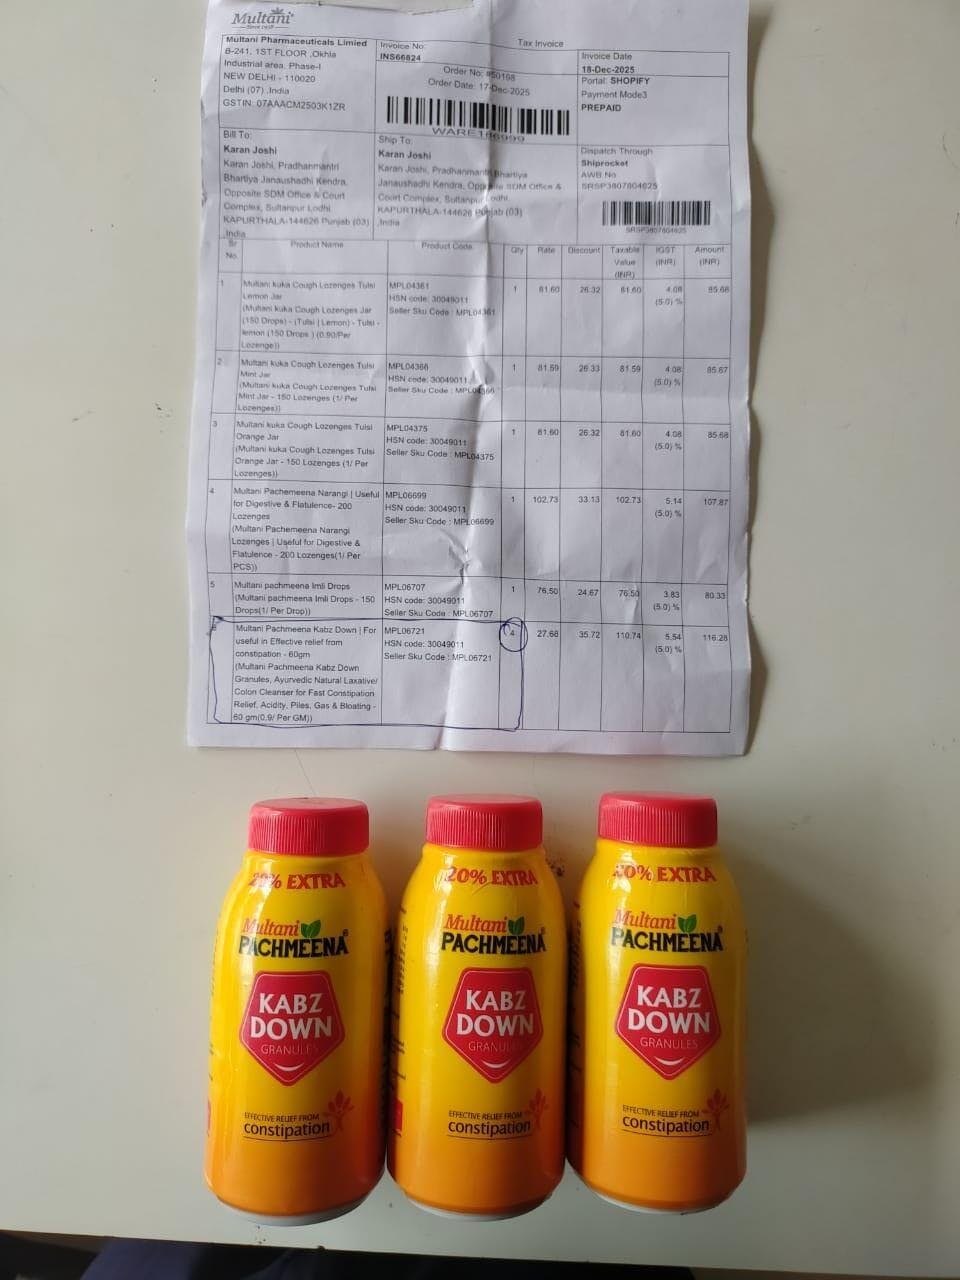 Multani
Since 1938
Tax Invoice
Multani Pharmaceuticals Limied
B-241, 1ST FLOOR ,Okhla
Industrial area, Phase-I
NEW DELHI - 110020
Delhi (07) ,India
GSTIN: 07AAACM2503K1ZR
Invoice No:
INS66824
Order No: #50198
Order Date: 17-Dec-2025
WARE186999
Invoice Date
18-Dec-2025
Portal: SHOPIFY
Payment Mode3
PREPAID
Bill To:
Karan Joshi
Karan Joshi, Pradhanmantri
Bhartiya Janaushadhi Kendra,
Opposite SDM Office & Court
Complex, Sultanpur Lodhi
KAPURTHALA-144626 Punjab (03)
,India
Ship To:
Karan Joshi
Karan Joshi, Pradhanmantri Bhartiya
Janaushadhi Kendra, Opposite SDM Office &
Court Complex, Sultanpur Lodhi
KAPURTHALA-144626 Punjab (03)
,India
Dispatch Through
Shiprocket
AWB No
SRSP3807804625
SRSP3807804625
Sr No. Product Name Product Code Qty Rate Discount Taxable Value (INR) IGST (INR) Amount (INR)
1 Multani kuka Cough Lozenges Tulsi MPL04361 1 81.60 26.32 81.60 4.08 85.68
Lemon Jar HSN code: 30049011 (5.0) %
(Multani kuka Cough Lozenges Jar Seller Sku Code : MPL04361
(150 Drops) - (Tulsi | Lemon) - Tulsi -
lemon (150 Drops ) (0.90/Per
Lozenge))
2 Multani kuka Cough Lozenges Tulsi MPL04366 1 81.59 26.33 81.59 4.08 85.67
Mint Jar HSN code: 30049011 (5.0) %
(Multani kuka Cough Lozenges Tulsi Seller Sku Code : MPL04366
Mint Jar - 150 Lozenges (1/ Per
Lozenges))
3 Multani kuka Cough Lozenges Tulsi MPL04375 1 81.60 26.32 81.60 4.08 85.68
Orange Jar HSN code: 30049011 (5.0) %
(Multani kuka Cough Lozenges Tulsi Seller Sku Code : MPL04375
Orange Jar - 150 Lozenges (1/ Per
Lozenges))
4 Multani Pachemeena Narangi | Useful MPL06699 1 102.73 33.13 102.73 5.14 107.87
for Digestive & Flatulence- 200 HSN code: 30049011 (5.0) %
Lozenges Seller Sku Code : MPL06699
(Multani Pachemeena Narangi
Lozenges | Useful for Digestive &
Flatulence - 200 Lozenges(1/ Per
PCS))
5 Multani pachmeena Imli Drops MPL06707 1 76.50 24.67 76.50 3.83 80.33
(Multani pachmeena Imli Drops - 150 HSN code: 30049011 (5.0) %
Drops(1/ Per Drop)) Seller Sku Code : MPL06707
Multani Pachmeena Kabz Down | For MPL06721 4 27.68 35.72 110.74 5.54 116.28
useful in Effective relief from HSN code: 30049011 (5.0) %
constipation - 60gm Seller Sku Code : MPL06721
(Multani Pachmeena Kabz Down
Granules, Ayurvedic Natural Laxative/
Colon Cleanser for Fast Constipation
Relief, Acidity, Piles, Gas & Bloating -
60 gm(0.9/ Per GM))
20% EXTRA
Multani
PACHMEENA®
KABZ
DOWN
GRANULES
EFFECTIVE RELIEF FROM
constipation
20% EXTRA
Multani
PACHMEENA®
KABZ
DOWN
GRANULES
EFFECTIVE RELIEF FROM
constipation
20% EXTRA
Multani
PACHMEENA®
KABZ
DOWN
GRANULES
EFFECTIVE RELIEF FROM
constipation